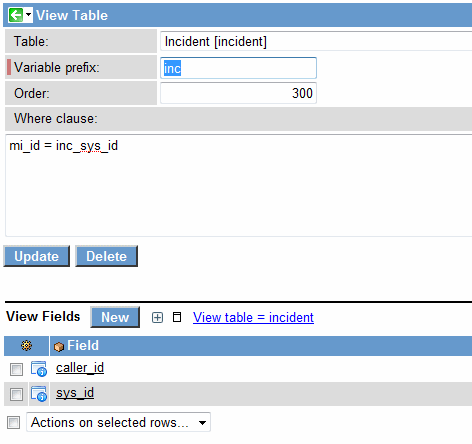 View Table
Table: Incident [incident]
Variable prefix: inc
Order: 300
Where clause:
mi_id = inc_sys_id
Update Delete
View Fields New View table = incident
Field
caller_id
sys_id
Actions on selected rows...